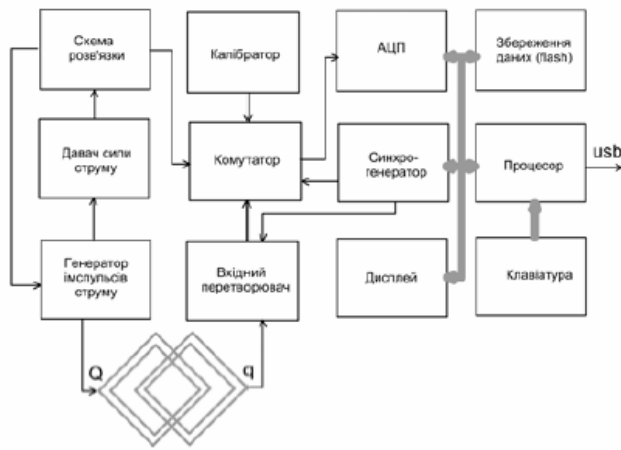 Схема
розв'язки
Калібратор
АЦП
Збереження
даних (flash)
Давач сили
струму
Комутатор
Синхро-
генератор
Процесор
usb
Генератор
імспульсів
струму
Вхідний
перетворювач
Дисплей
Клавіатура
Q
q